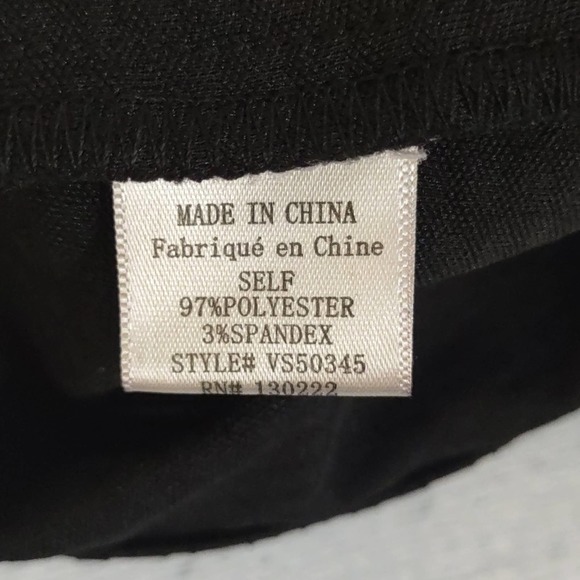 MADE IN CHINA
Fabriqué en Chine
SELF
97%POLYESTER
3%SPANDEX
STYLE# VS50345
RN# 130222